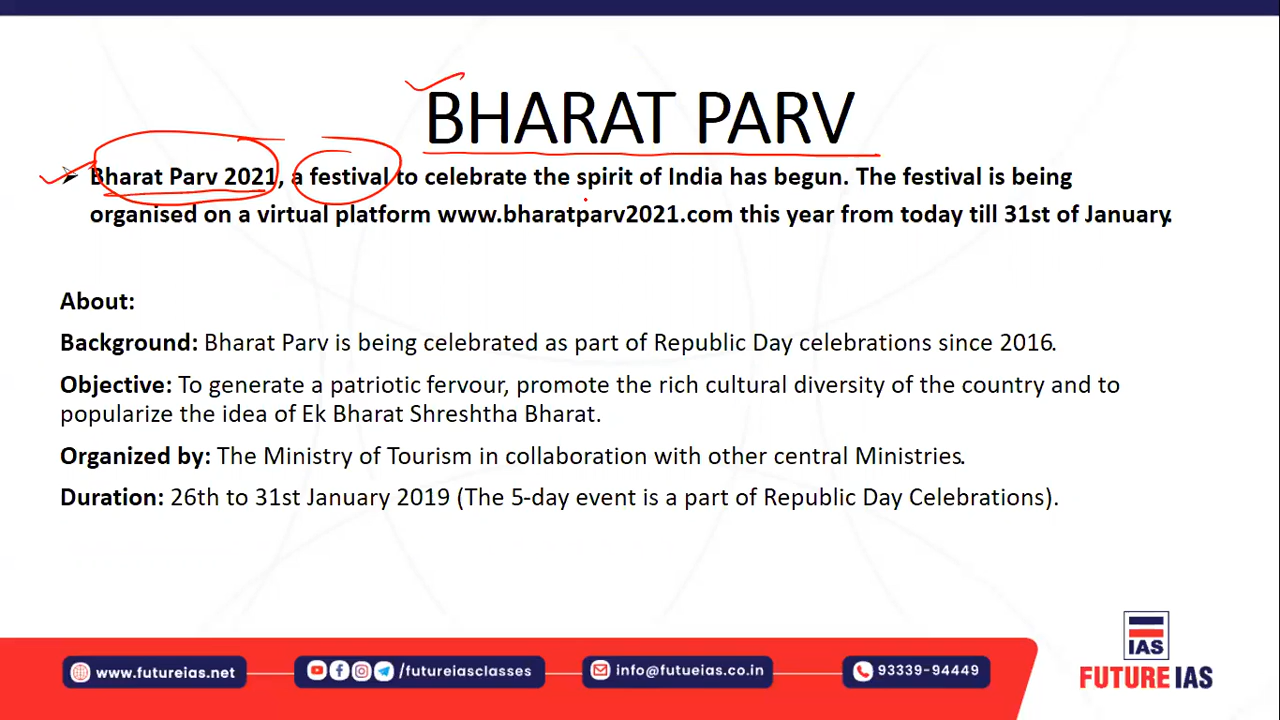 BHARAT PARV
Bharat Parv 2021, a festival to celebrate the spirit of India has begun. The festival is being
organised on a virtual platform www.bharatparv2021.com this year from today till 31st of January.
About:
Background: Bharat Parv is being celebrated as part of Republic Day celebrations since 2016.
Objective: To generate a patriotic fervour, promote the rich cultural diversity of the country and to
popularize the idea of Ek Bharat Shreshtha Bharat.
Organized by: The Ministry of Tourism in collaboration with other central Ministries.
Duration: 26th to 31st January 2019 (The 5-day event is a part of Republic Day Celebrations).
IAS
FUTURE IAS
www.futureias.net
/futureiasclasses
info@futueias.co.in
93339-94449